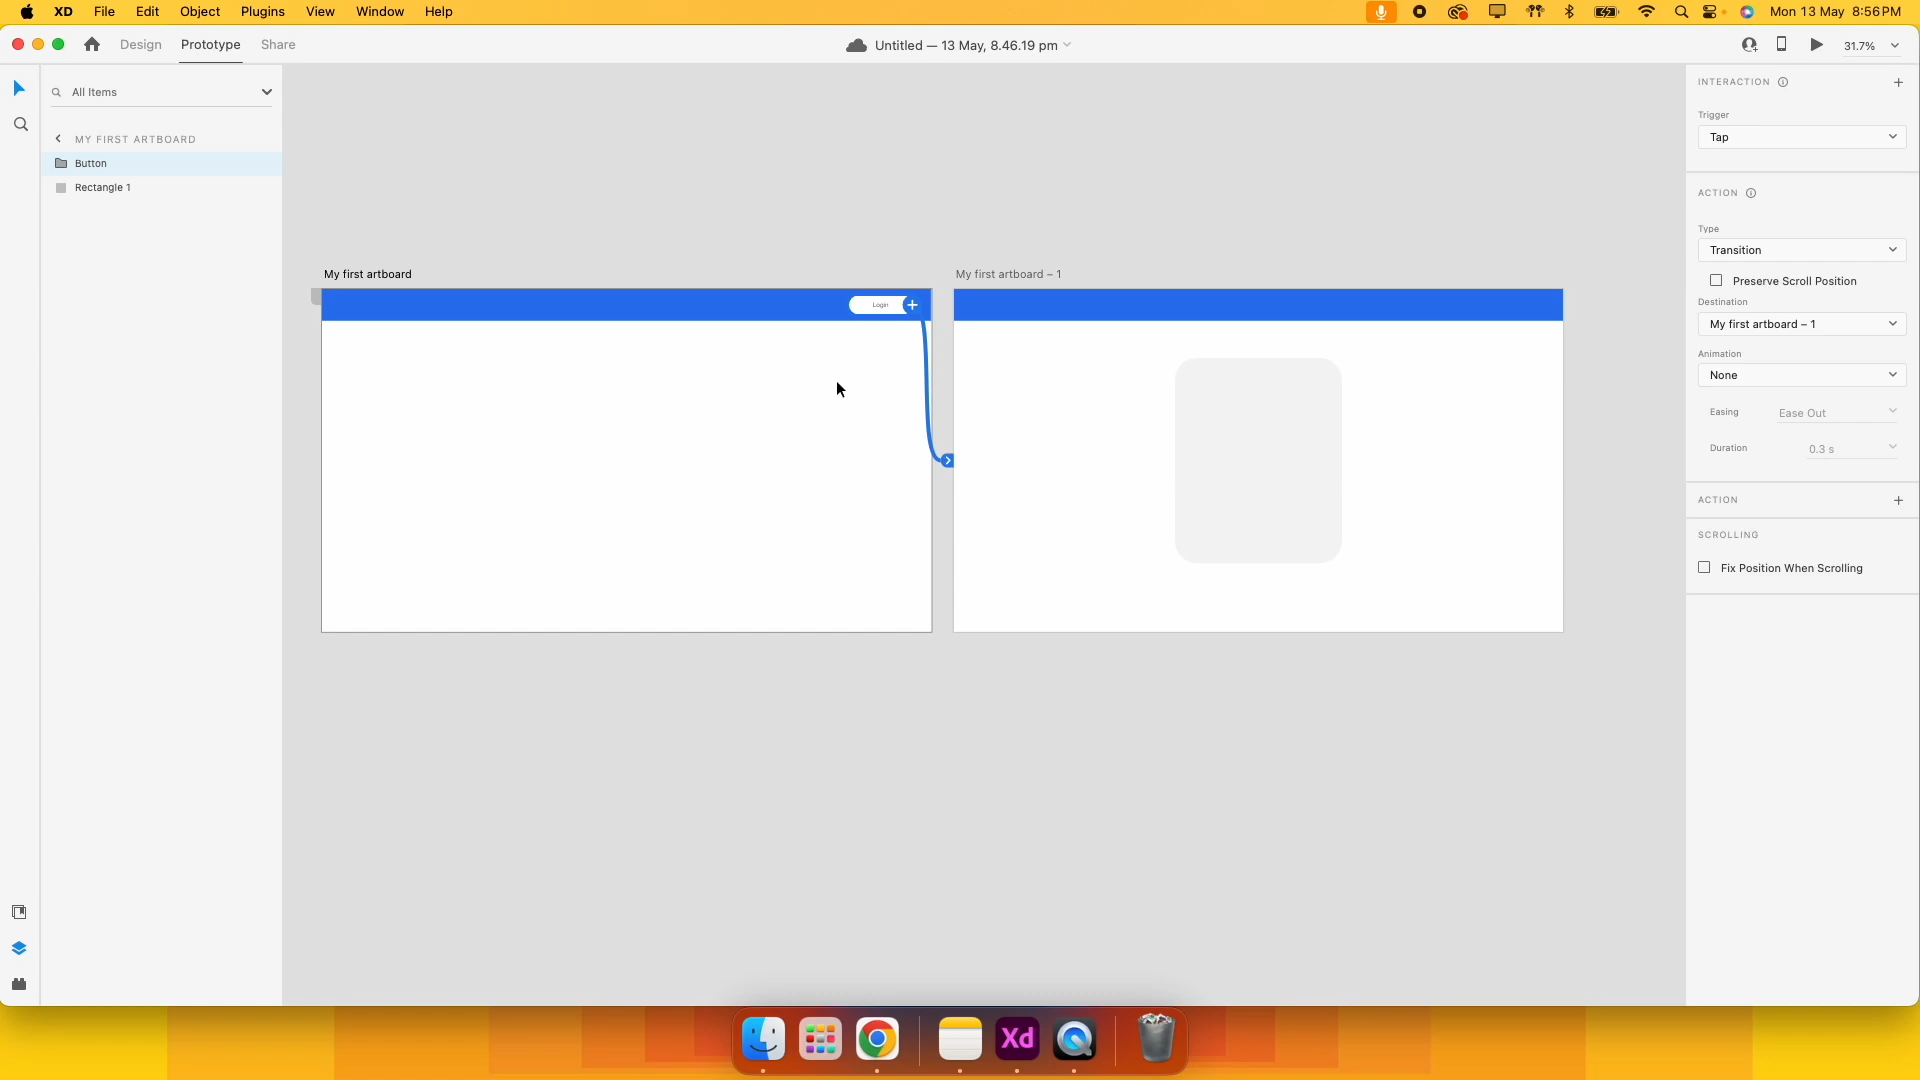 XD File Edit Object Plugins View Window Help
Mon 13 May 8:56 PM
Design Prototype Share
Untitled — 13 May, 8.46.19 pm
31.7%
All Items
MY FIRST ARTBOARD
Button
Rectangle 1
My first artboard
Login
My first artboard – 1
INTERACTION
Trigger
Tap
ACTION
Type
Transition
Preserve Scroll Position
Destination
My first artboard – 1
Animation
None
Easing Ease Out
Duration 0.3 s
ACTION
SCROLLING
Fix Position When Scrolling
Xd